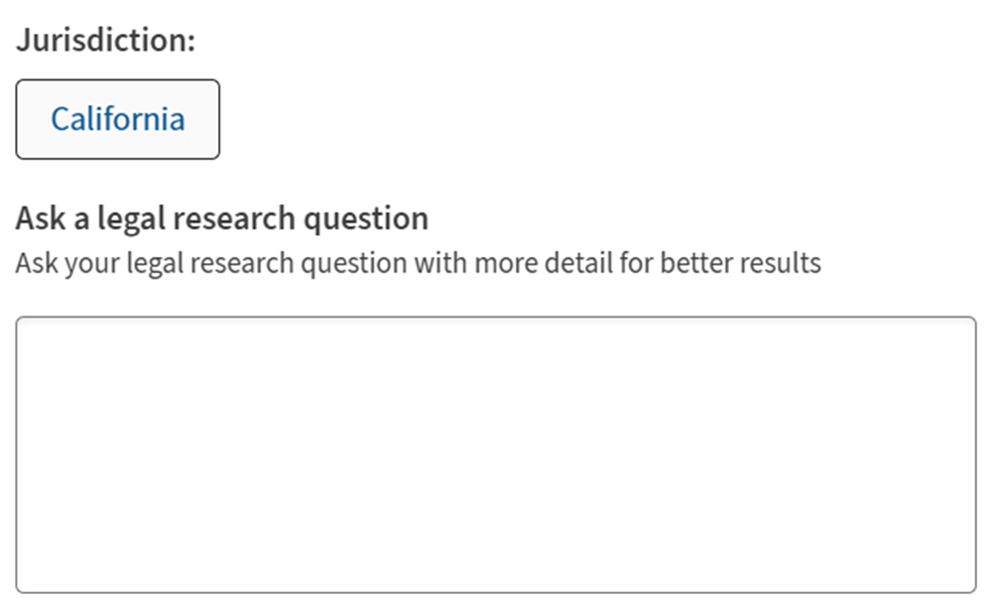 Jurisdiction:
California
Ask a legal research question
Ask your legal research question with more detail for better results